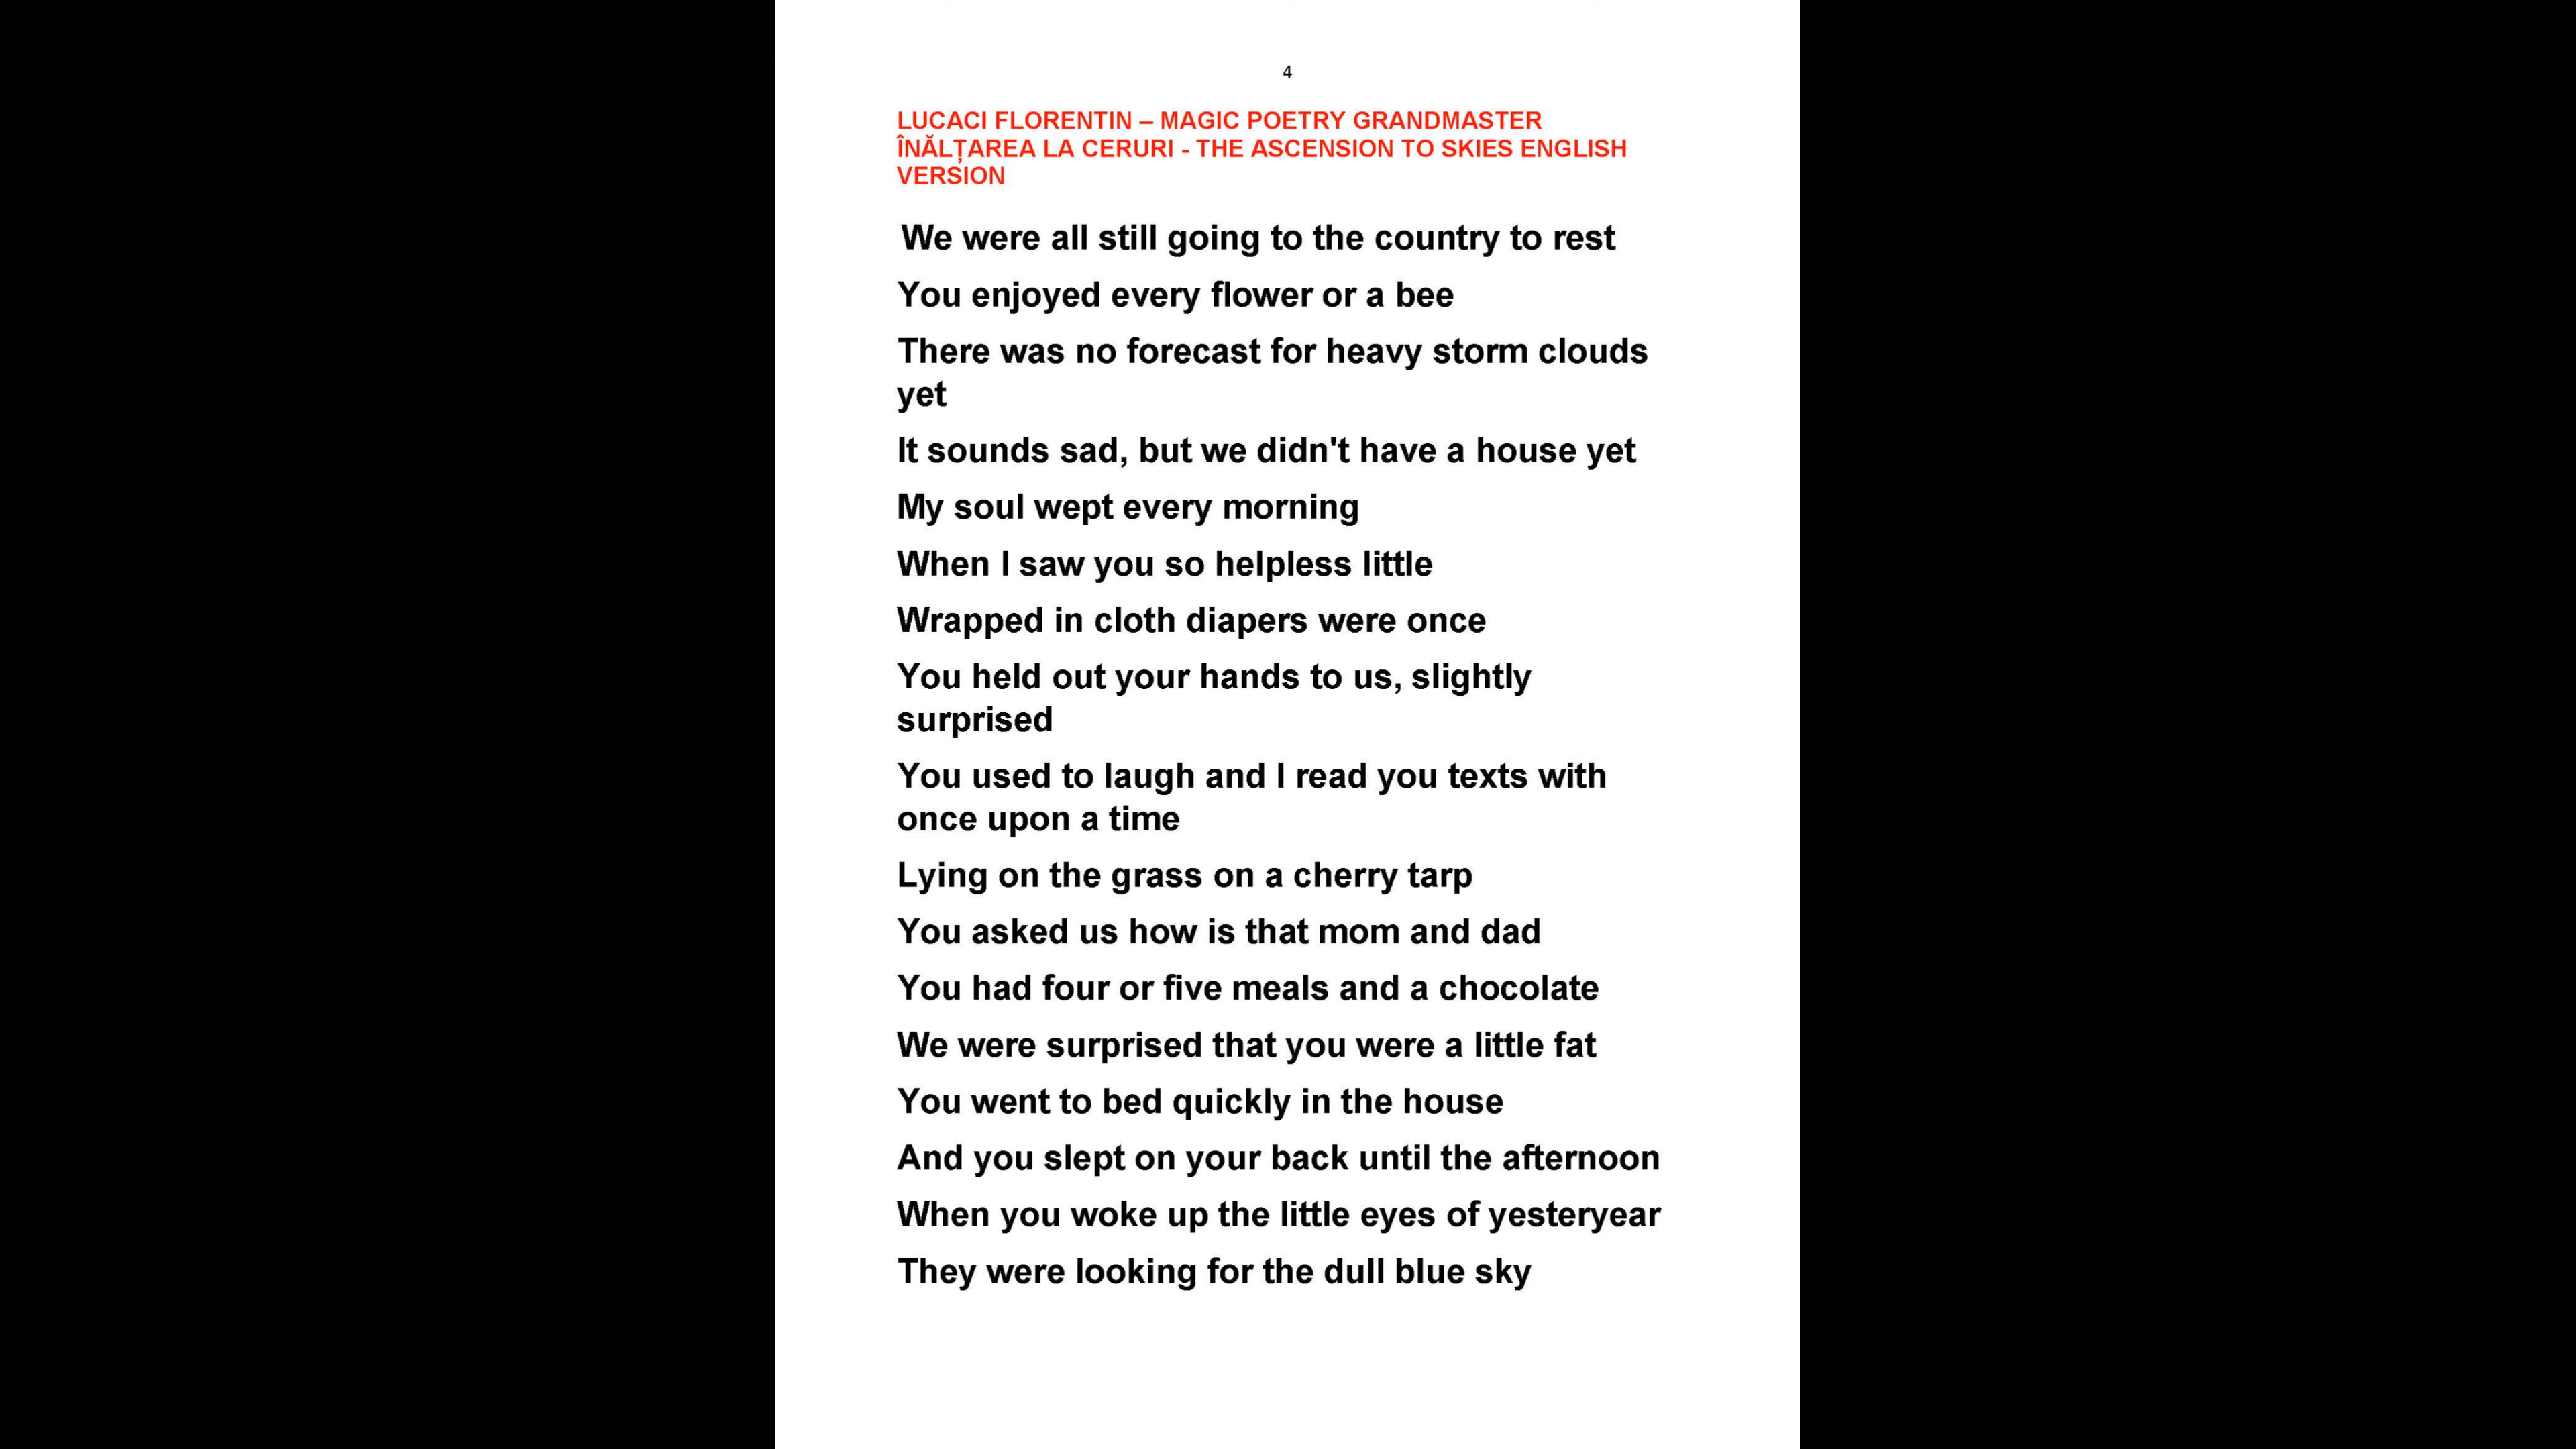 4
LUCACI FLORENTIN – MAGIC POETRY GRANDMASTER
ÎNĂLȚAREA LA CERURI - THE ASCENSION TO SKIES ENGLISH
VERSION
We were all still going to the country to rest
You enjoyed every flower or a bee
There was no forecast for heavy storm clouds
yet
It sounds sad, but we didn't have a house yet
My soul wept every morning
When I saw you so helpless little
Wrapped in cloth diapers were once
You held out your hands to us, slightly
surprised
You used to laugh and I read you texts with
once upon a time
Lying on the grass on a cherry tarp
You asked us how is that mom and dad
You had four or five meals and a chocolate
We were surprised that you were a little fat
You went to bed quickly in the house
And you slept on your back until the afternoon
When you woke up the little eyes of yesteryear
They were looking for the dull blue sky